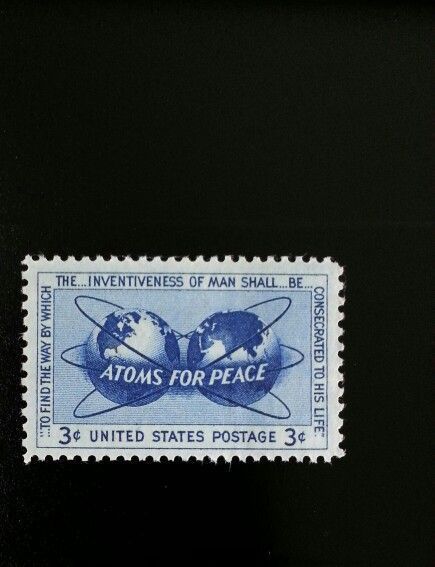 "TO FIND THE WAY BY WHICH
THE...INVENTIVENESS OF MAN SHALL...BE...
CONSECRATED TO HIS LIFE"
ATOMS FOR PEACE
3¢ UNITED STATES POSTAGE 3¢